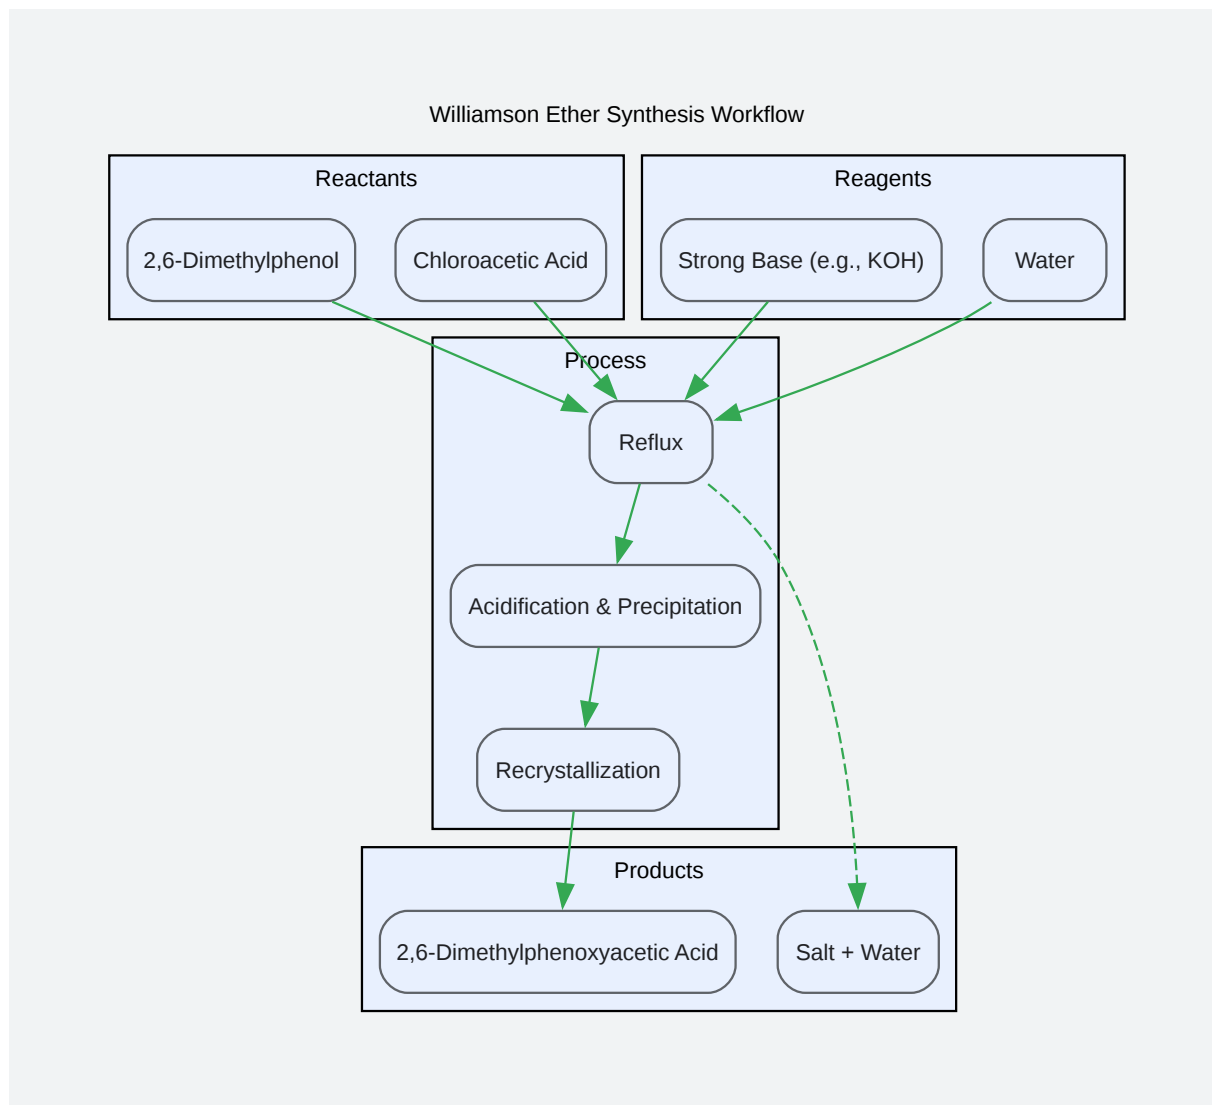 Williamson Ether Synthesis Workflow
Reactants
2,6-Dimethylphenol
Chloroacetic Acid
Reagents
Strong Base (e.g., KOH)
Water
Process
Reflux
Acidification & Precipitation
Recrystallization
Products
2,6-Dimethylphenoxyacetic Acid
Salt + Water